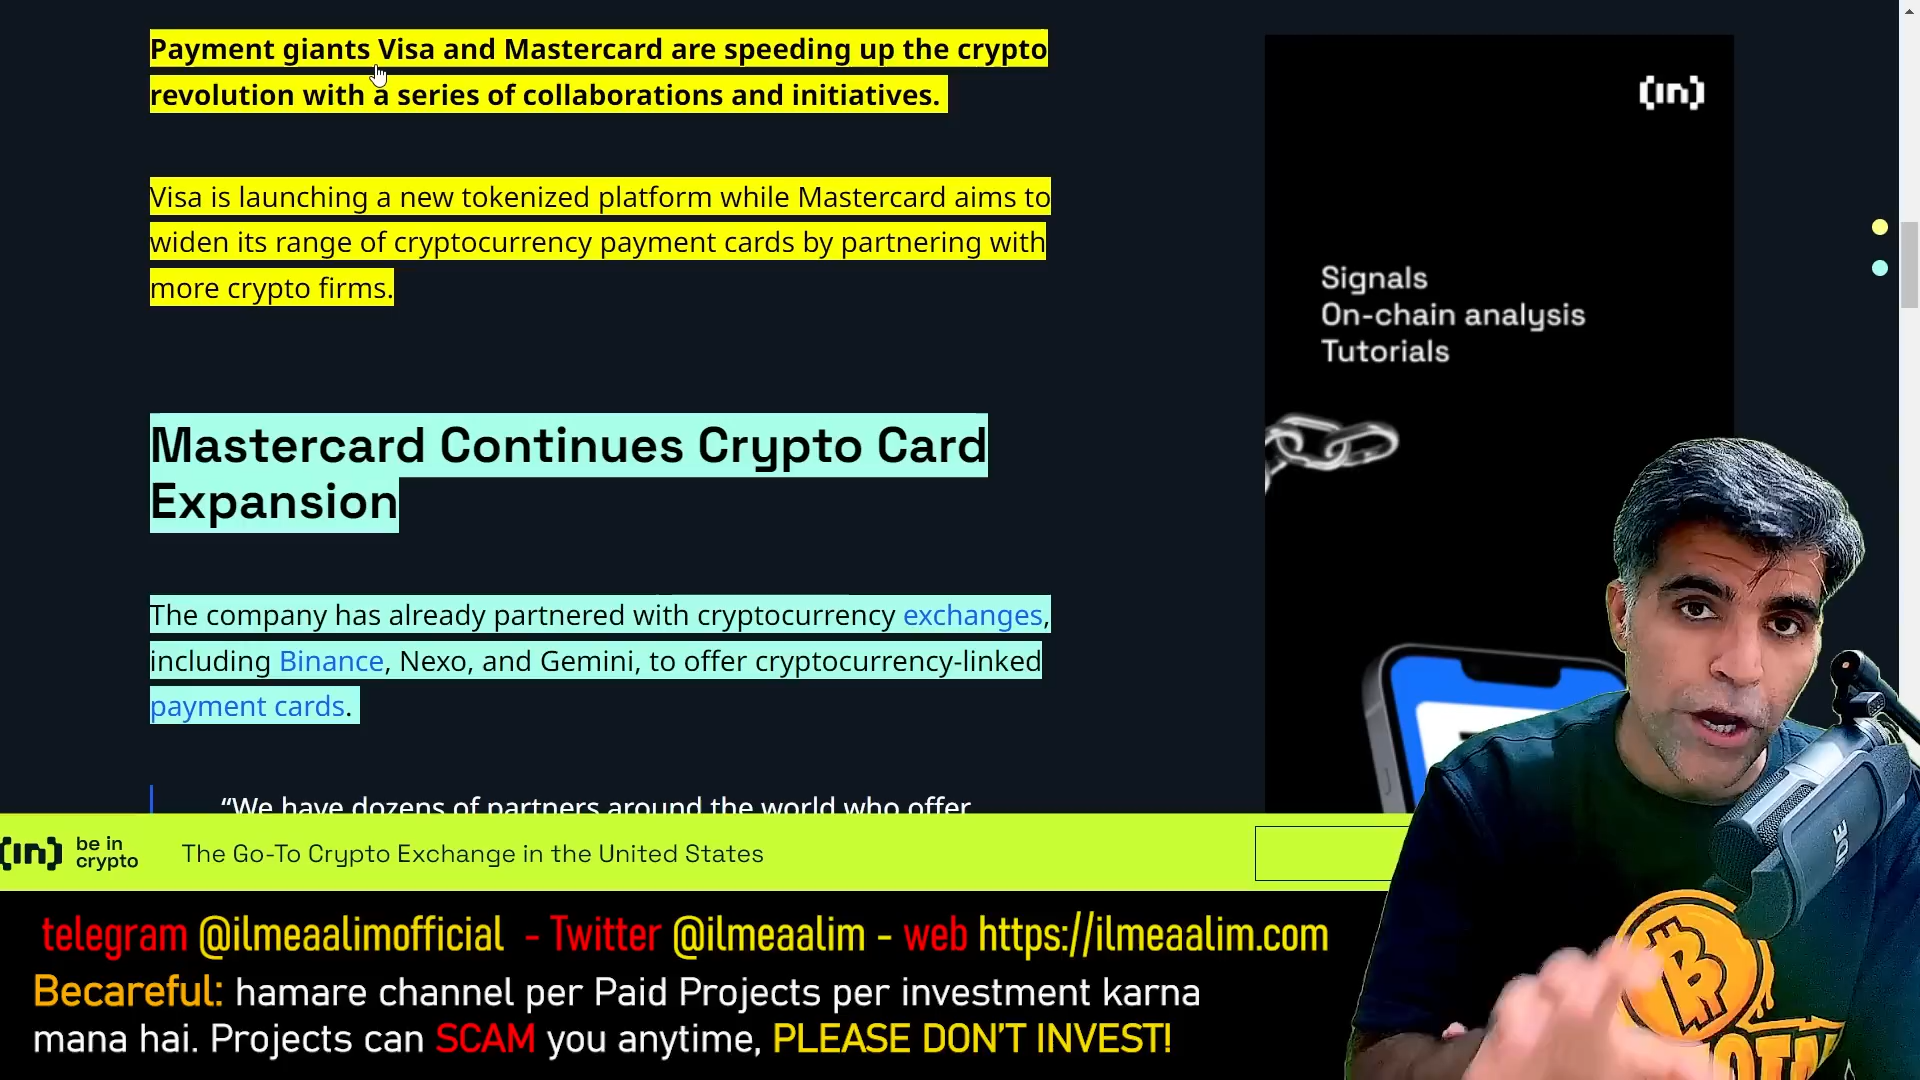 Payment giants Visa and Mastercard are speeding up the crypto
revolution with a series of collaborations and initiatives.
Visa is launching a new tokenized platform while Mastercard aims to
widen its range of cryptocurrency payment cards by partnering with
more crypto firms.
Mastercard Continues Crypto Card
Expansion
The company has already partnered with cryptocurrency exchanges,
including Binance, Nexo, and Gemini, to offer cryptocurrency-linked
payment cards.
“We have dozens of partners around the world who offer
[in]
Signals
On-chain analysis
Tutorials
[in] be in
crypto
The Go-To Crypto Exchange in the United States
telegram @ilmeaalimofficial - Twitter @ilmeaalim - web https://ilmeaalim.com
Becareful: hamare channel per Paid Projects per investment karna
mana hai. Projects can SCAM you anytime, PLEASE DON'T INVEST!